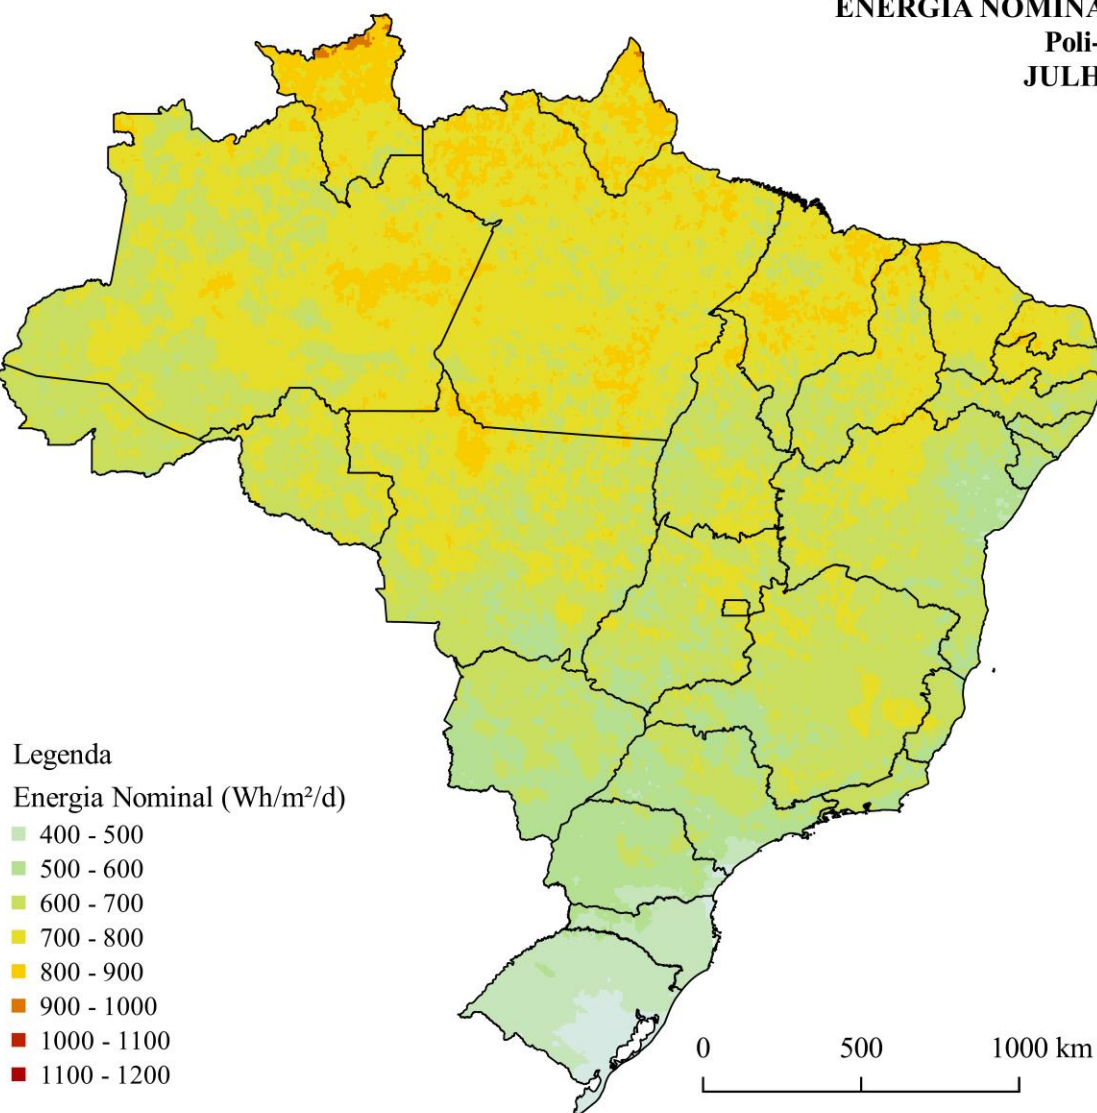 ENERGIA NOMINA
Poli-
JULH
Legenda
Energia Nominal (Wh/m²/d)
400 - 500
500 - 600
600 - 700
700 - 800
800 - 900
900 - 1000
1000 - 1100
1100 - 1200
0 500 1000 km